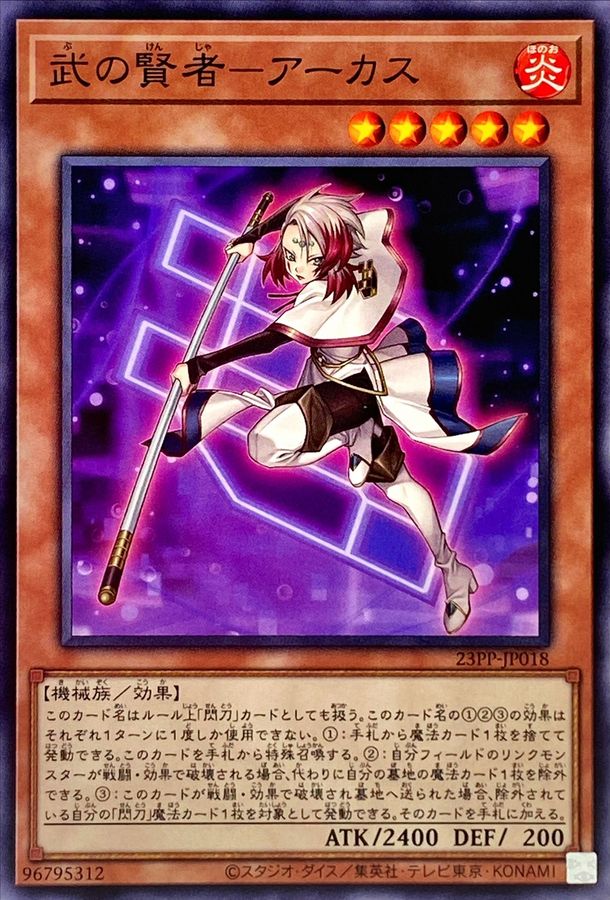 武の賢者－アーカス
炎
23PP-JP018
【機械族／効果】
このカード名はルール上「閃刀」カードとしても扱う。このカード名の①②③の効果は
それぞれ１ターンに１度しか使用できない。①：手札から魔法カード１枚を捨てて
発動できる。このカードを手札から特殊召喚する。②：自分フィールドのリンクモン
スターが戦闘・効果で破壊される場合、代わりに自分の墓地の魔法カード１枚を除外
できる。③：このカードが戦闘・効果で破壊され墓地へ送られた場合、除外されて
いる自分の「閃刀」魔法カード１枚を対象として発動できる。そのカードを手札に加える。
ATK/2400 DEF/ 200
96795312 ©スタジオ・ダイス／集英社・テレビ東京・KONAMI